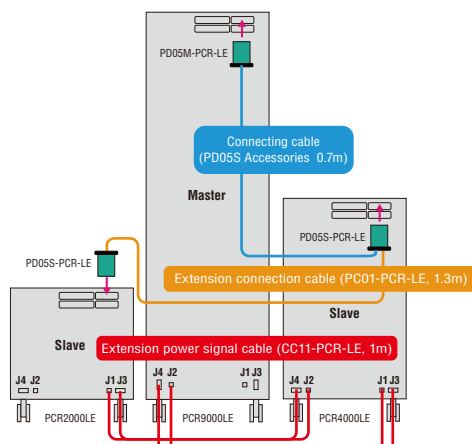 PD05M-PCR-LE
Connecting cable
(PD05S Accessories 0.7m)
Master
PD05S-PCR-LE
PD05S-PCR-LE
Extension connection cable (PC01-PCR-LE, 1.3m)
Slave
Slave
Extension power signal cable (CC11-PCR-LE, 1m)
J4 J2
J1 J3
J4 J2
J1 J3
J4 J2
J1 J3
PCR2000LE
PCR9000LE
PCR4000LE